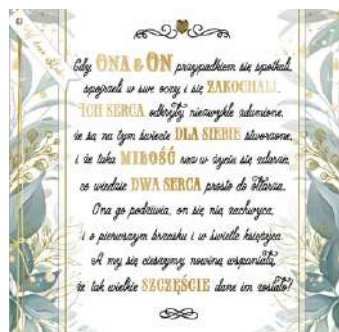 Gdy ONA & ON przypadkiem się spotkali,
spojrzeli w swe oczy i się ZAKOCHALI.
ICH SERCA odkryły niezwykle zdumione,
że są na tym świecie DLA SIEBIE stworzone,
i że taka MIŁOŚĆ raz w życiu się zdarza,
co wiedzie DWA SERCA prosto do ołtarza.
Ona go podziwia, on się nią zachwyca,
i o pierwszym brzasku i w świetle księżyca.
A my się cieszymy nowiną wspaniałą,
że tak wielkie SZCZĘŚCIE dane im zostało!